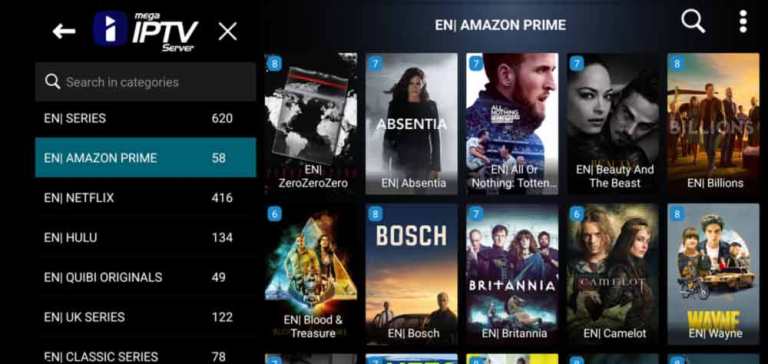 mega
IPTV
Server
Search in categories
EN| SERIES 620
EN| AMAZON PRIME 58
EN| NETFLIX 416
EN| HULU 134
EN| QUIBI ORIGINALS 49
EN| UK SERIES 122
EN| CLASSIC SERIES 78
EN| AMAZON PRIME
8
EN|
ZeroZeroZero
7
ABSENTIA
EN| Absentia
7
ALL OR
NOTHING
EN| All Or
Nothing: Totten...
7
BEAUTY
EN| Beauty And
The Beast
8
BILLIONS
EN| Billions
6
EN| Blood &
Treasure
8
BOSCH
EN| Bosch
7
BRITANNIA
EN| Britannia
6
CAMELOT
EN| Camelot
8
WAYNE
EN| Wayne